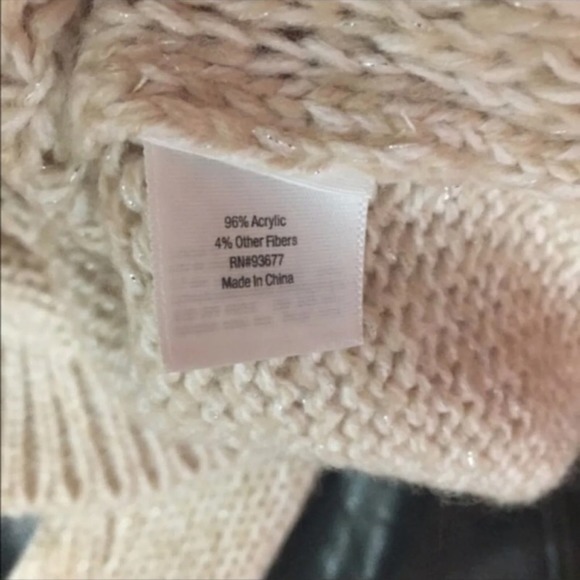 96% Acrylic
4% Other Fibers
RN#93677
Made In China